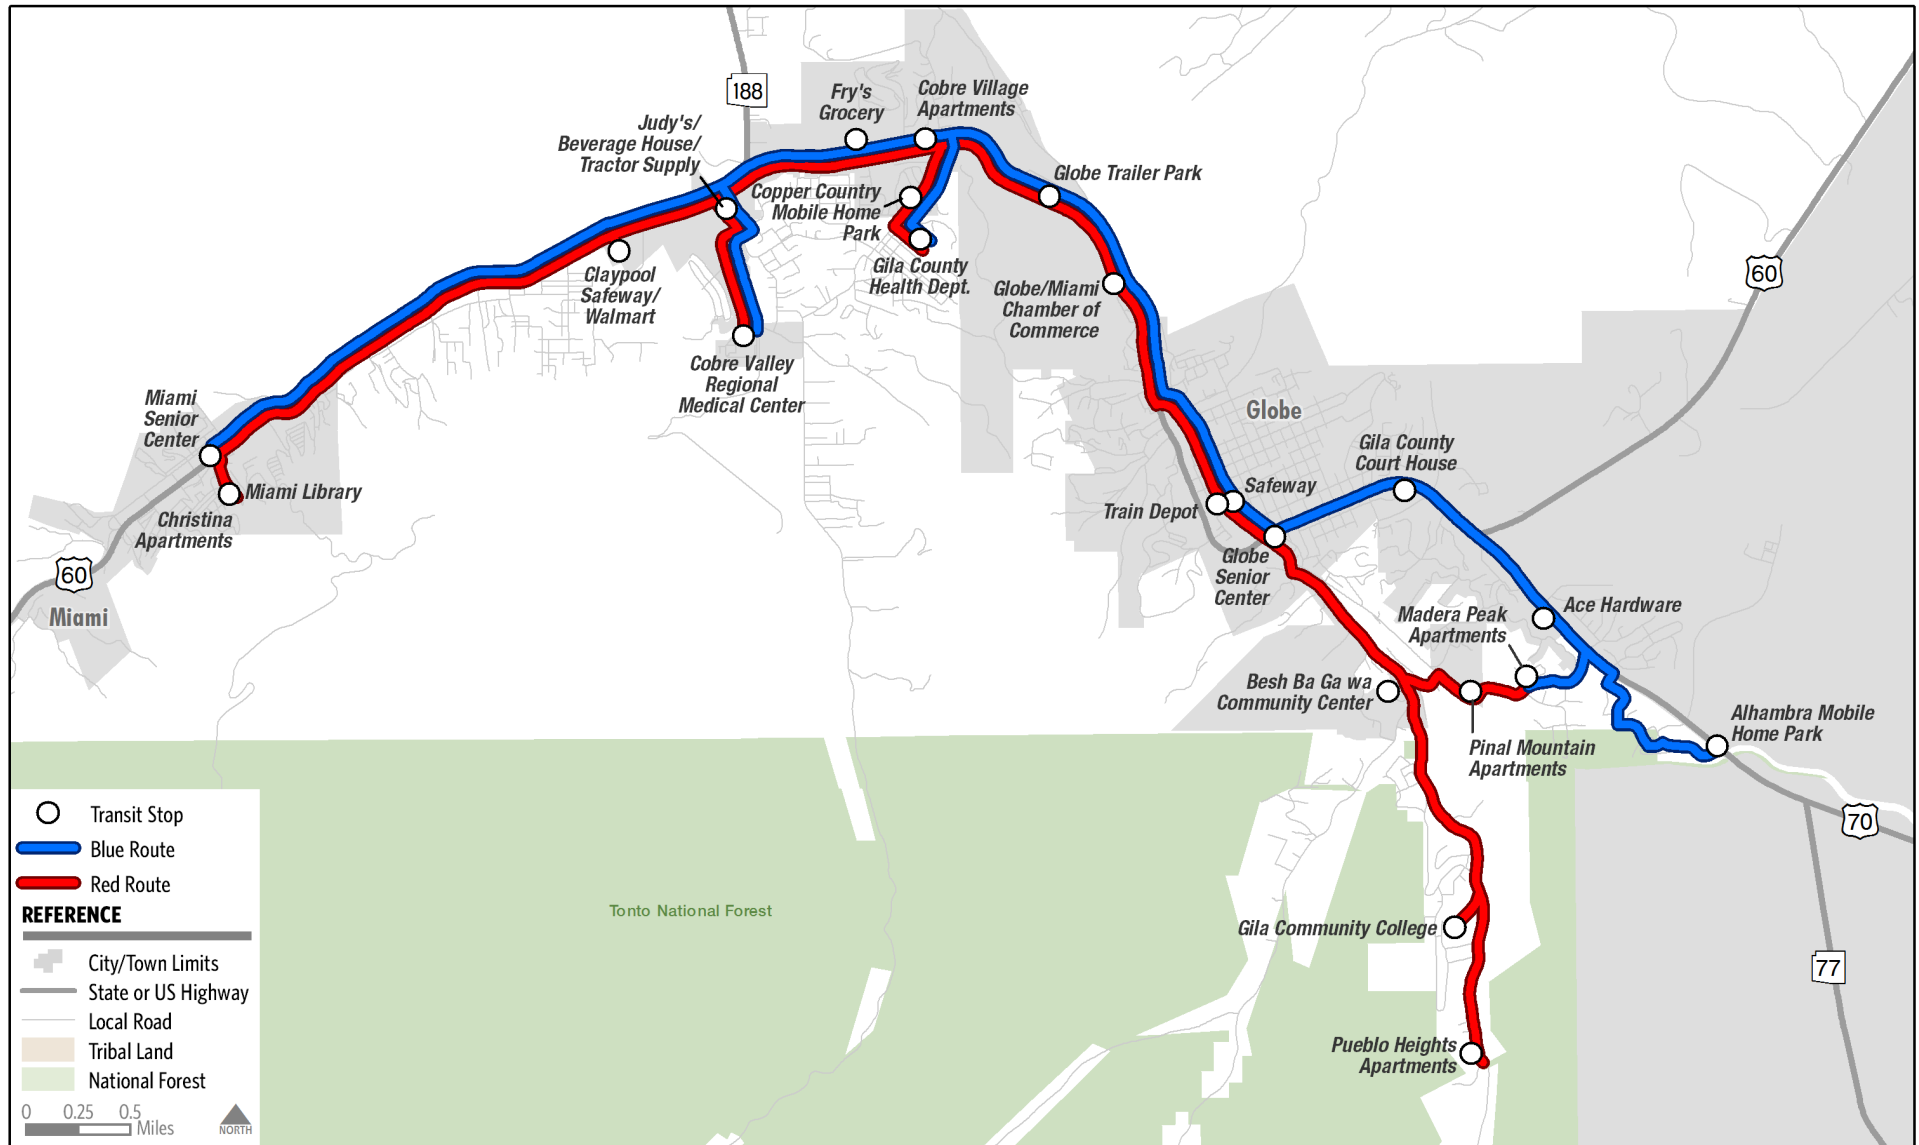 188
Fry's
Grocery
Cobre Village
Apartments
Judy's/
Beverage House/
Tractor Supply
Globe Trailer Park
Copper Country
Mobile Home
Park
Gila County
Health Dept.
Claypool
Safeway/
Walmart
Globe/Miami
Chamber of
Commerce
60
Cobre Valley
Regional
Medical Center
Miami
Senior
Center
Globe
Gila County
Court House
Miami Library
Safeway
Train Depot
Christina
Apartments
Globe
Senior
Center
60
Miami
Ace Hardware
Madera Peak
Apartments
Besh Ba Ga wa
Community Center
Alhambra Mobile
Home Park
Pinal Mountain
Apartments
70
Tonto National Forest
Gila Community College
77
Pueblo Heights
Apartments
Transit Stop
Blue Route
Red Route
REFERENCE
City/Town Limits
State or US Highway
Local Road
Tribal Land
National Forest
0 0.25 0.5
Miles
NORTH